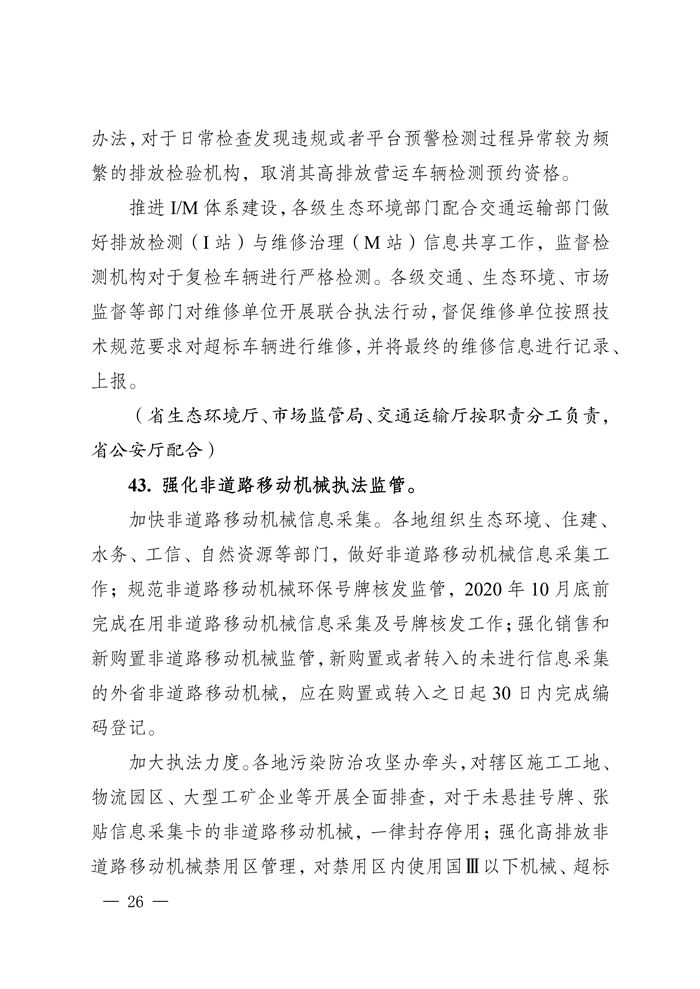 办法，对于日常检查发现违规或者平台预警检测过程异常较为频
繁的排放检验机构，取消其高排放营运车辆检测预约资格。
推进 I/M 体系建设，各级生态环境部门配合交通运输部门做
好排放检测（I 站）与维修治理（M 站）信息共享工作，监督检
测机构对于复检车辆进行严格检测。各级交通、生态环境、市场
监督等部门对维修单位开展联合执法行动，督促维修单位按照技
术规范要求对超标车辆进行维修，并将最终的维修信息进行记录、
上报。
（省生态环境厅、市场监管局、交通运输厅按职责分工负责，
省公安厅配合）
43. 强化非道路移动机械执法监管。
加快非道路移动机械信息采集。各地组织生态环境、住建、
水务、工信、自然资源等部门，做好非道路移动机械信息采集工
作；规范非道路移动机械环保号牌核发监管，2020 年 10 月底前
完成在用非道路移动机械信息采集及号牌核发工作；强化销售和
新购置非道路移动机械监管，新购置或者转入的未进行信息采集
的外省非道路移动机械，应在购置或转入之日起 30 日内完成编
码登记。
加大执法力度。各地污染防治攻坚办牵头，对辖区施工工地、
物流园区、大型工矿企业等开展全面排查，对于未悬挂号牌、张
贴信息采集卡的非道路移动机械，一律封存停用；强化高排放非
道路移动机械禁用区管理，对禁用区内使用国Ⅲ以下机械、超标
— 26 —